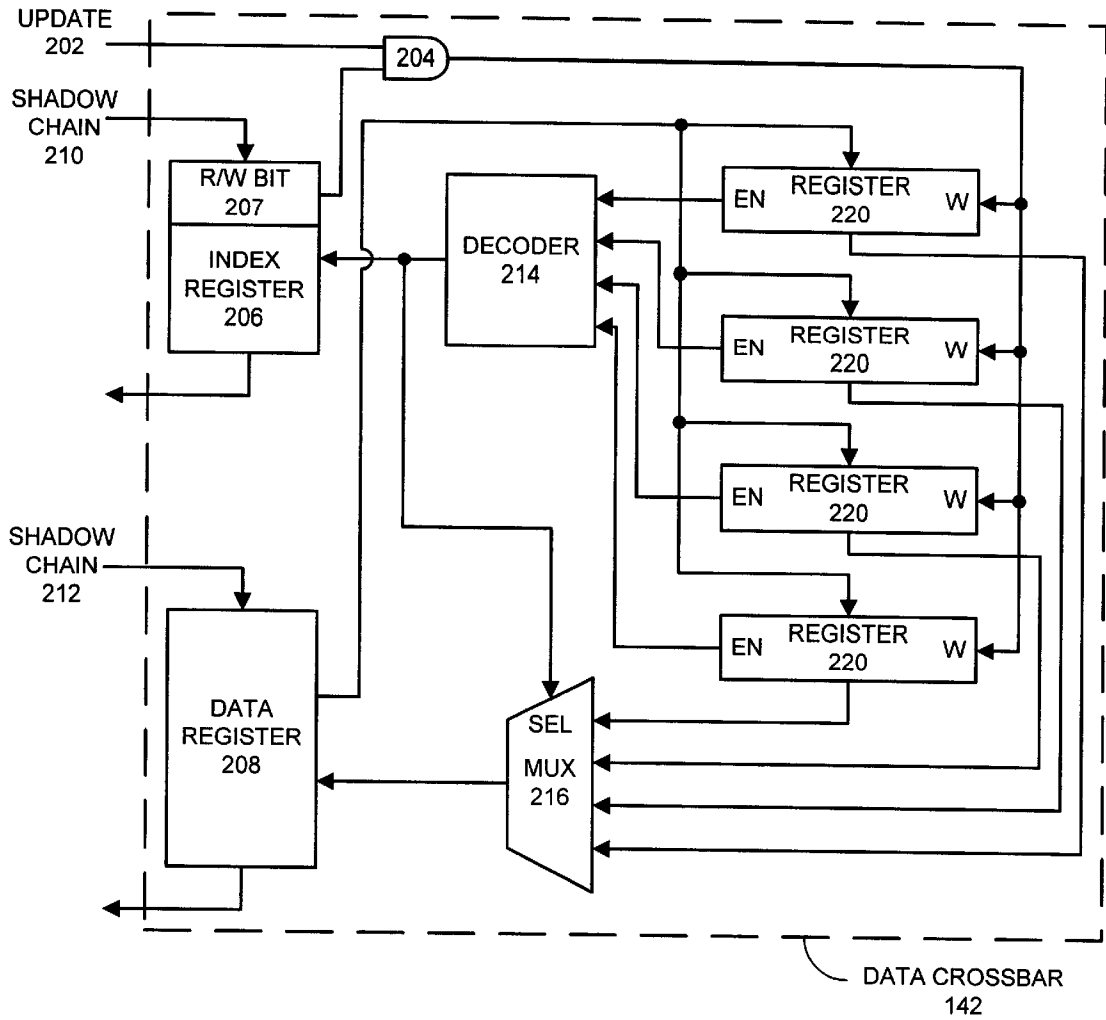 UPDATE
202
204
SHADOW
CHAIN
210
R/W BIT
207
INDEX
REGISTER
206
DECODER
214
EN
REGISTER
220
W
EN
REGISTER
220
W
EN
REGISTER
220
W
EN
REGISTER
220
W
SHADOW
CHAIN
212
DATA
REGISTER
208
SEL
MUX
216
DATA CROSSBAR
142